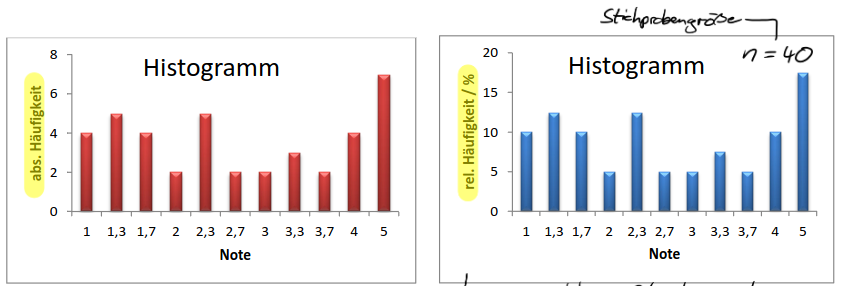 Stichprobengröße
n = 40
Histogramm
abs. Häufigkeit
8
6
4
2
0
1 1,3 1,7 2 2,3 2,7 3 3,3 3,7 4 5
Note
Histogramm
rel. Häufigkeit / %
20
15
10
5
0
1 1,3 1,7 2 2,3 2,7 3 3,3 3,7 4 5
Note